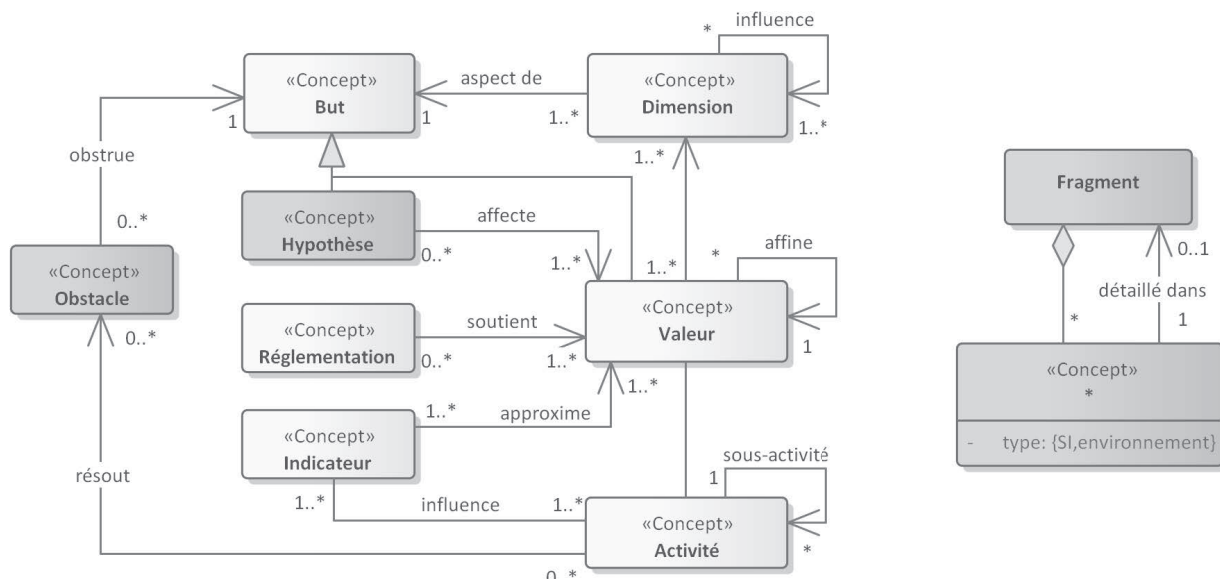 influence
*
«Concept»
But
aspect de
«Concept»
Dimension
1
1
1..*
1..*
obstrue
1..*
«Concept»
Hypothèse
affecte
Fragment
0..*
0..*
1..*
1..*
*
affine
0..1
«Concept»
Obstacle
«Concept»
Valeur
détaillé dans
*
1
0..*
«Concept»
Réglementation
soutient
0..*
1..*
1
«Concept»
*
1..*
approxime
1..*
«Concept»
Indicateur
- type: {SI,environnement}
sous-activité
résout
1
1..*
influence
1..*
«Concept»
Activité
*
0..*